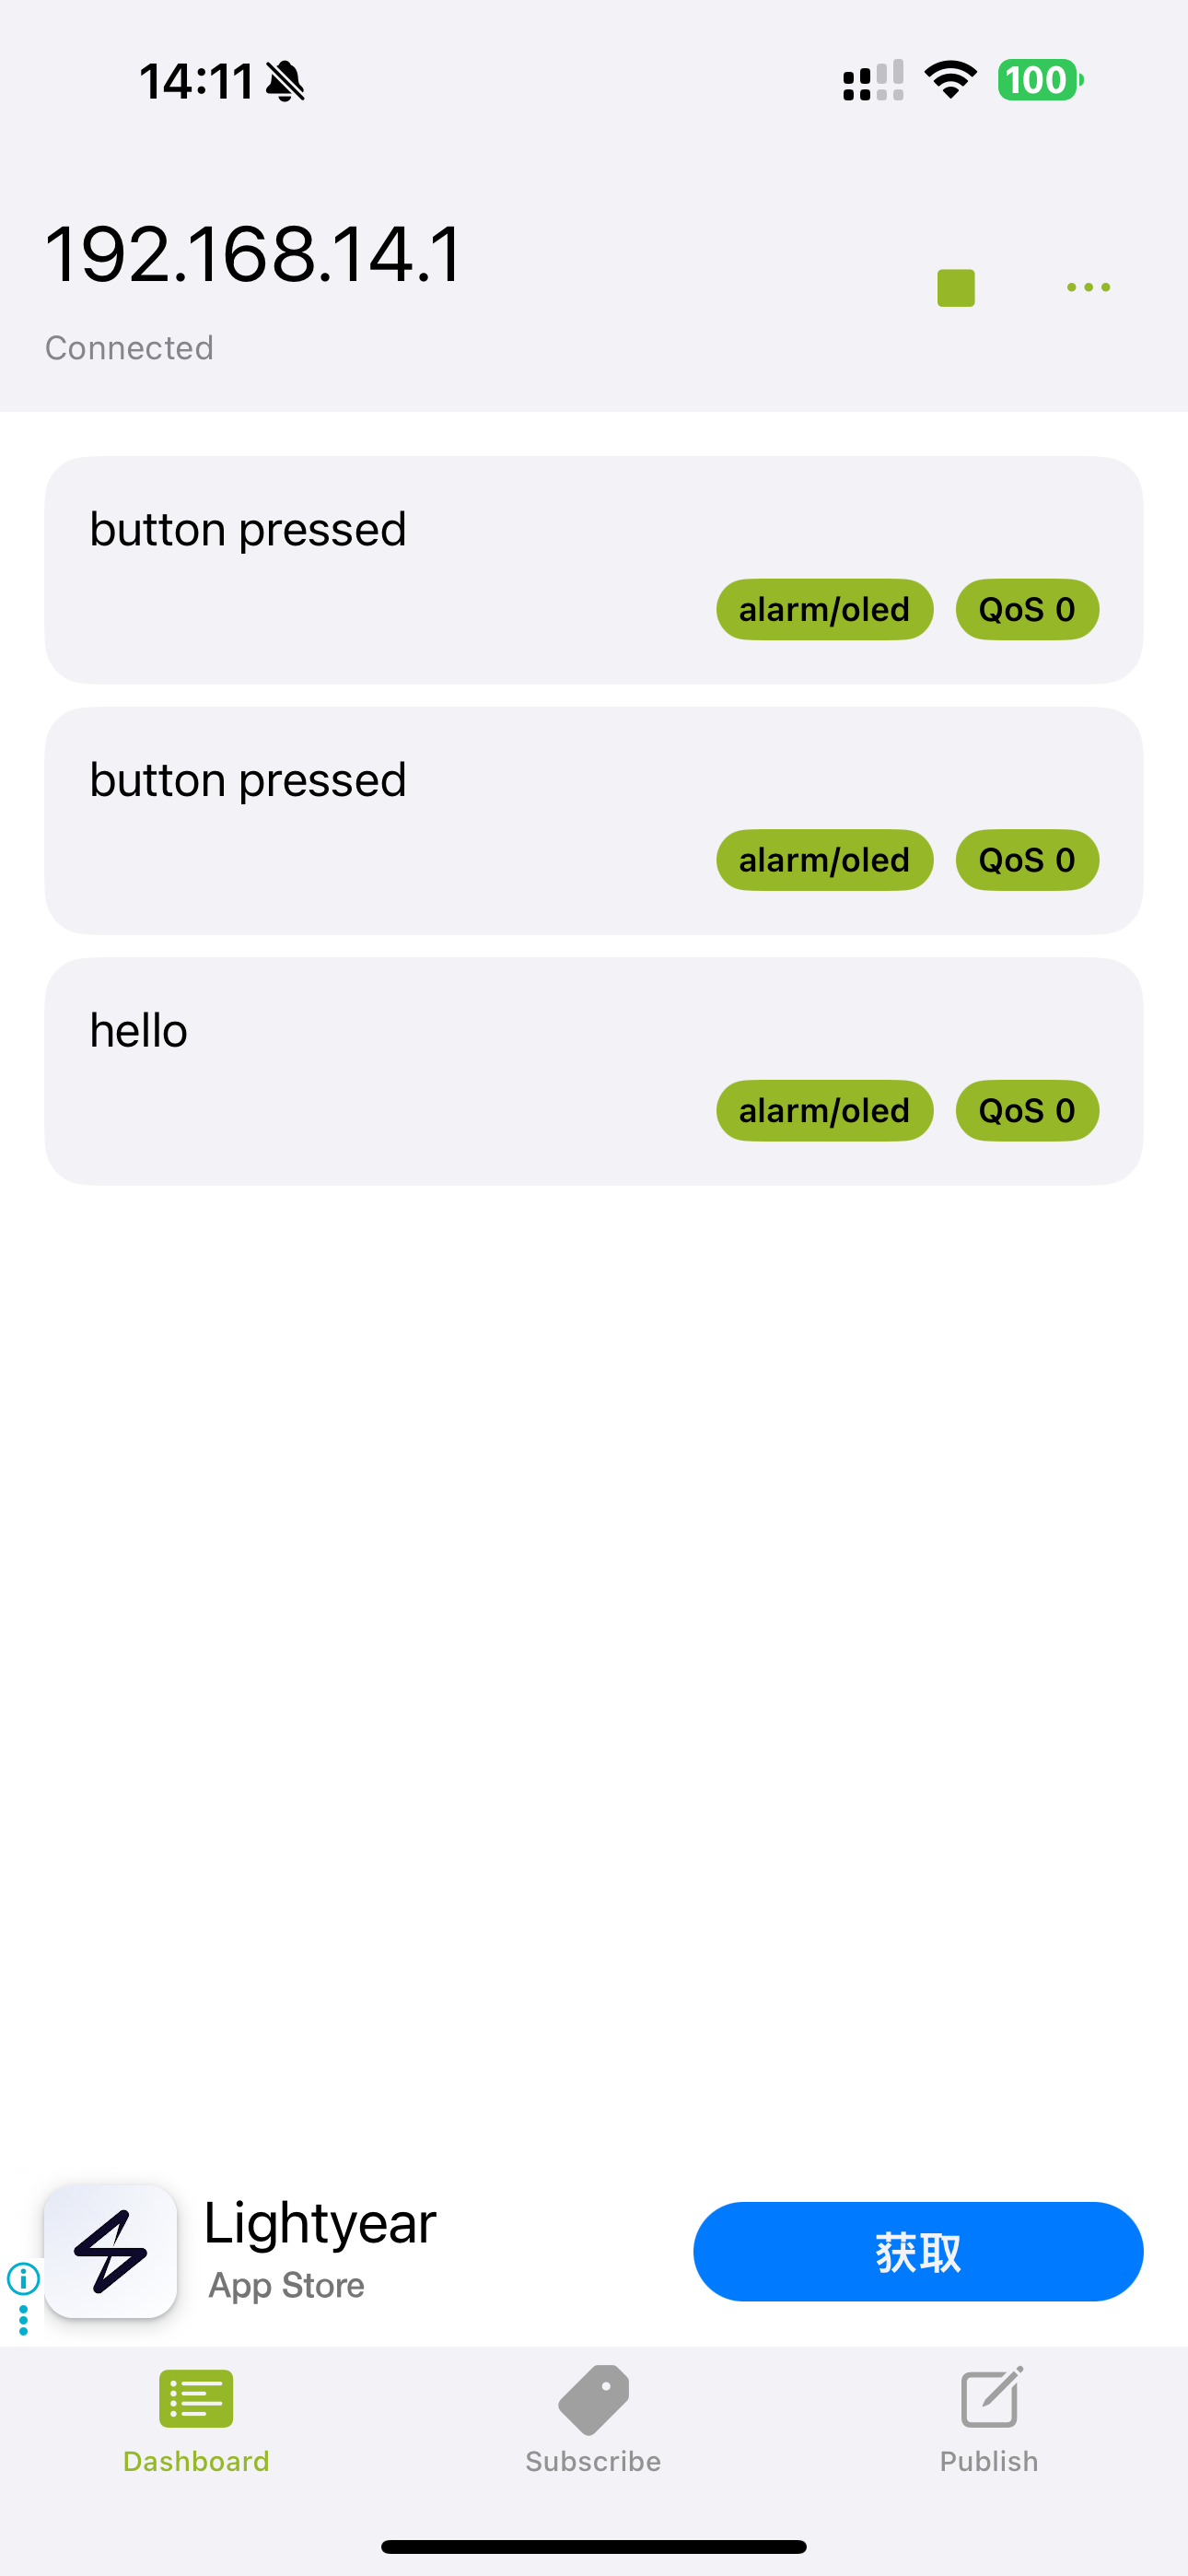 14:11
100
192.168.14.1
Connected
button pressed
alarm/oled QoS 0
button pressed
alarm/oled QoS 0
hello
alarm/oled QoS 0
Lightyear
App Store
获取
Dashboard Subscribe Publish